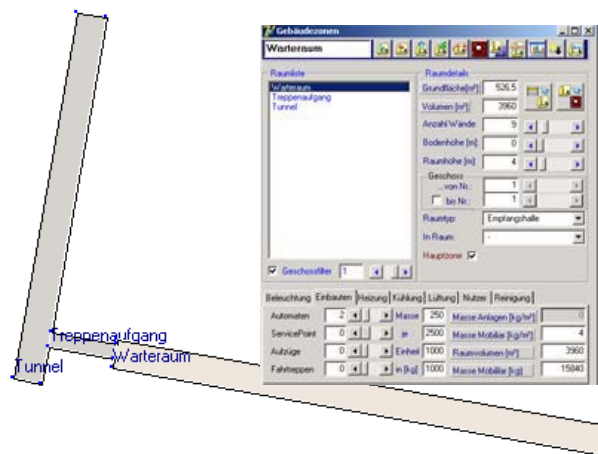 Gebäudezonen
Warteraum
Raumliste
Warteraum
Treppenaufgang
Tunnel
Geschossfilter 1
Raumdetails
Grundfläche[m²] 526.5
Volumen [m³] 3960
Anzahl Wände: 9
Bodenhöhe [m]: 0
Raumhöhe [m]: 4
Geschoss
...von Nr.: 1
bis Nr.: 1
Raumtyp: Empfangshalle
In Raum: -
Hauptzone
Beleuchtung Einbauten Heizung Kühlung Lüftung Nutzer Reinigung
Automaten 2 Masse 250 Masse Anlagen [kg/m²] 0
ServicePoint 0 je 2500 Masse Mobiliar [kg/m²] 4
Aufzüge 0 Einheit 1000 Raumvolumen [m³] 3960
Fahrtreppen 0 in [kg] 1000 Masse Mobiliar [kg] 15840
Treppenaufgang
Warteraum
Tunnel